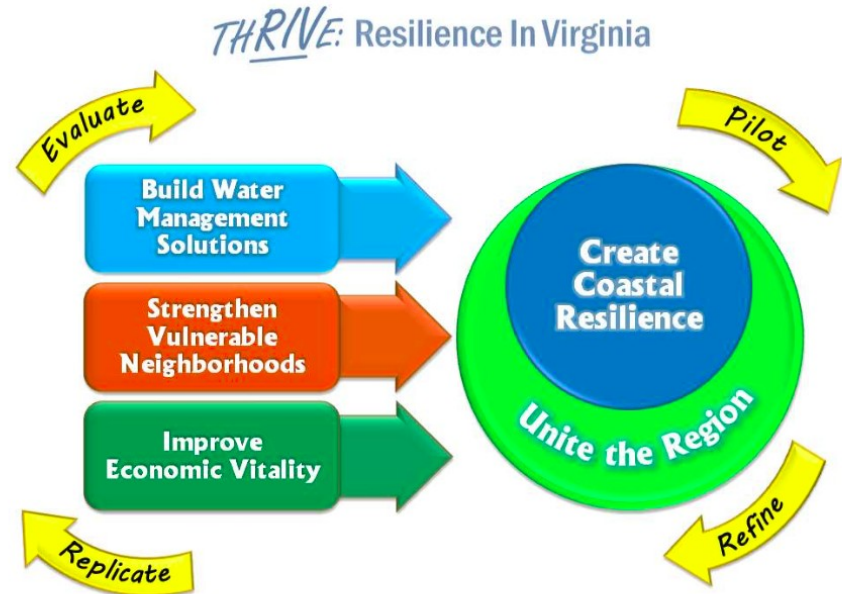 THRIVE: Resilience In Virginia
Evaluate
Pilot
Build Water
Management
Solutions
Strengthen
Vulnerable
Neighborhoods
Improve
Economic Vitality
Create
Coastal
Resilience
Unite the Region
Replicate
Refine